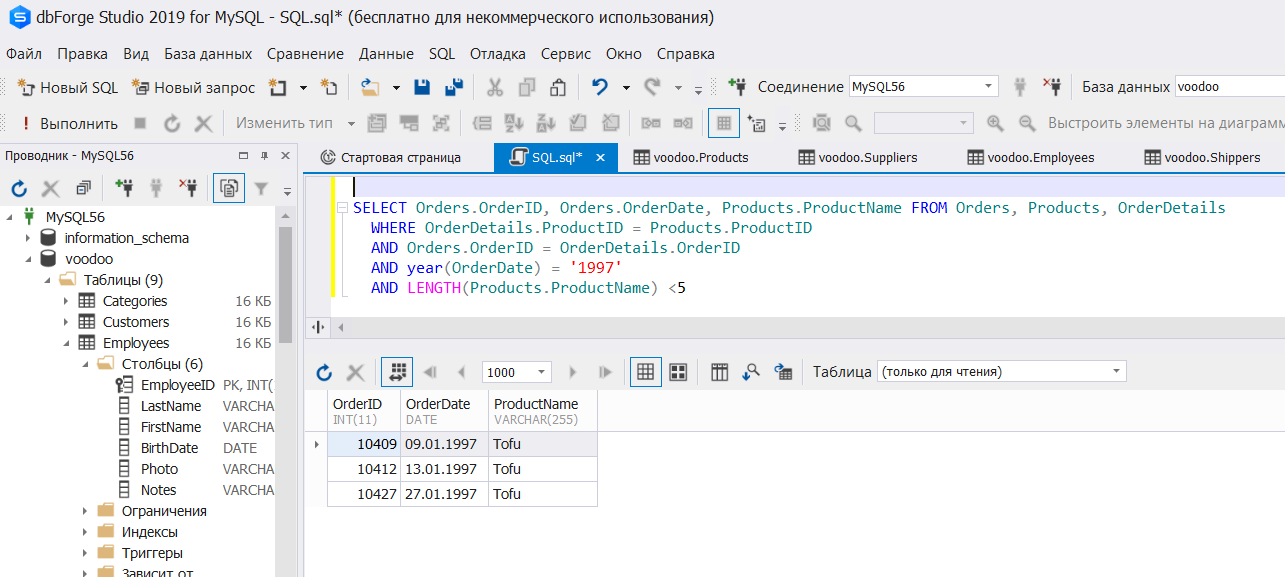 dbForge Studio 2019 for MySQL - SQL.sql* (бесплатно для некоммерческого использования)
Файл Правка Вид База данных Сравнение Данные SQL Отладка Сервис Окно Справка
Новый SQL Новый запрос Соединение MySQL56 База данных voodoo
! Выполнить Изменить тип Выстроить элементы на диаграмм
Проводник - MySQL56
Стартовая страница SQL.sql* voodoo.Products voodoo.Suppliers voodoo.Employees voodoo.Shippers
MySQL56
information_schema
voodoo
Таблицы (9)
Categories 16 КБ
Customers 16 КБ
Employees 16 КБ
Столбцы (6)
EmployeeID PK, INT(
LastName VARCHA
FirstName VARCHA
BirthDate DATE
Photo VARCHA
Notes VARCHA
Ограничения
Индексы
Триггеры
Зависит от
SELECT Orders.OrderID, Orders.OrderDate, Products.ProductName FROM Orders, Products, OrderDetails
WHERE OrderDetails.ProductID = Products.ProductID
AND Orders.OrderID = OrderDetails.OrderID
AND year(OrderDate) = '1997'
AND LENGTH(Products.ProductName) <5
1000 Таблица (только для чтения)
OrderID OrderDate ProductName
INT(11) DATE VARCHAR(255)
10409 09.01.1997 Tofu
10412 13.01.1997 Tofu
10427 27.01.1997 Tofu